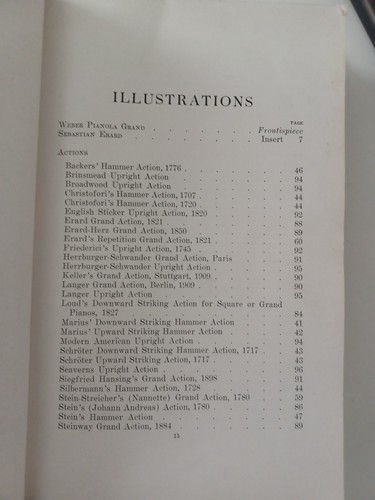 ILLUSTRATIONS
PAGE
Weber Pianola Grand . . . . . . . Frontispiece
Sebastian Erard . . . . . . . . Insert 7
Actions
Backers' Hammer Action, 1776 . . . . . . . 46
Brinsmead Upright Action . . . . . . . 94
Broadwood Upright Action . . . . . . . 94
Christofori's Hammer Action, 1707 . . . . . . 44
Christofori's Hammer Action, 1720 . . . . . . 44
English Sticker Upright Action, 1820 . . . . . 92
Erard Grand Action, 1821 . . . . . . . 88
Erard-Herz Grand Action, 1850 . . . . . . 89
Erard's Repetition Grand Action, 1821 . . . . . 60
Friederici's Upright Action, 1745 . . . . . . 92
Herrburger-Schwander Grand Action, Paris . . . . 91
Herrburger-Schwander Upright Action . . . . . 95
Keller's Grand Action, Stuttgart, 1909 . . . . . 90
Langer Grand Action, Berlin, 1909 . . . . . . 90
Langer Upright Action . . . . . . . 95
Loud's Downward Striking Action for Square or Grand
Pianos, 1827 . . . . . . . . 84
Marius' Downward Striking Hammer Action . . . . 41
Marius' Upward Striking Hammer Action . . . . 42
Modern American Upright Action . . . . . . 94
Schröter Downward Striking Hammer Action, 1717 . . 43
Schröter Upward Striking Action, 1717 . . . . . 43
Seaverns Upright Action . . . . . . . 96
Siegfried Hansing's Grand Action, 1898 . . . . . 91
Silbermann's Hammer Action, 1728 . . . . . . 44
Stein-Streicher's (Nannette) Grand Action, 1780 . . . 59
Stein's (Johann Andreas) Action, 1780 . . . . . 86
Stein's Hammer Action . . . . . . . 47
Steinway Grand Action, 1884 . . . . . . . 89
15